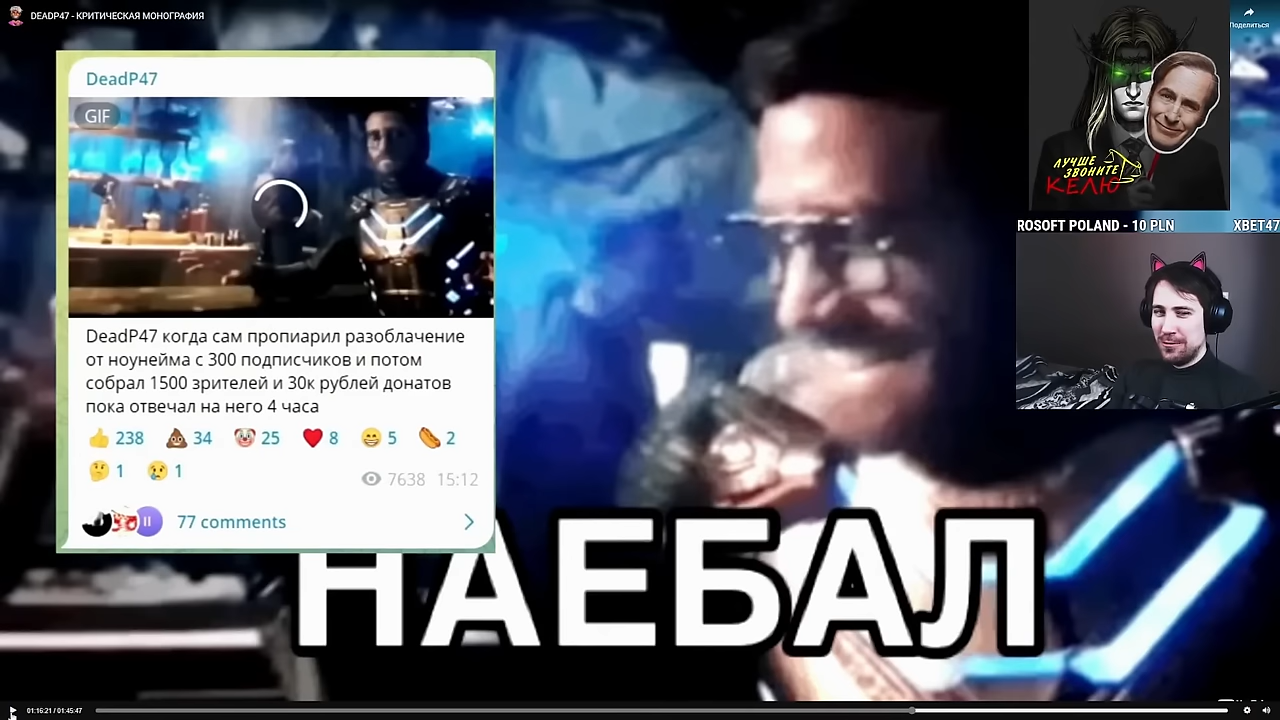 DEADP47 - КРИТИЧЕСКАЯ МОНОГРАФИЯ
Поделиться
DeadP47
GIF
ЛУЧШЕ
ЗВОНИТЕ
КЕЛЮ
ROSOFT POLAND - 10 PLN
XBET47
DeadP47 когда сам пропиарил разоблачение
от ноунейма с 300 подписчиков и потом
собрал 1500 зрителей и 30к рублей донатов
пока отвечал на него 4 часа
238 34 25 8 5 2
1 1
7638 15:12
77 comments
НАЕБАЛ
01:16:21 / 01:45:47